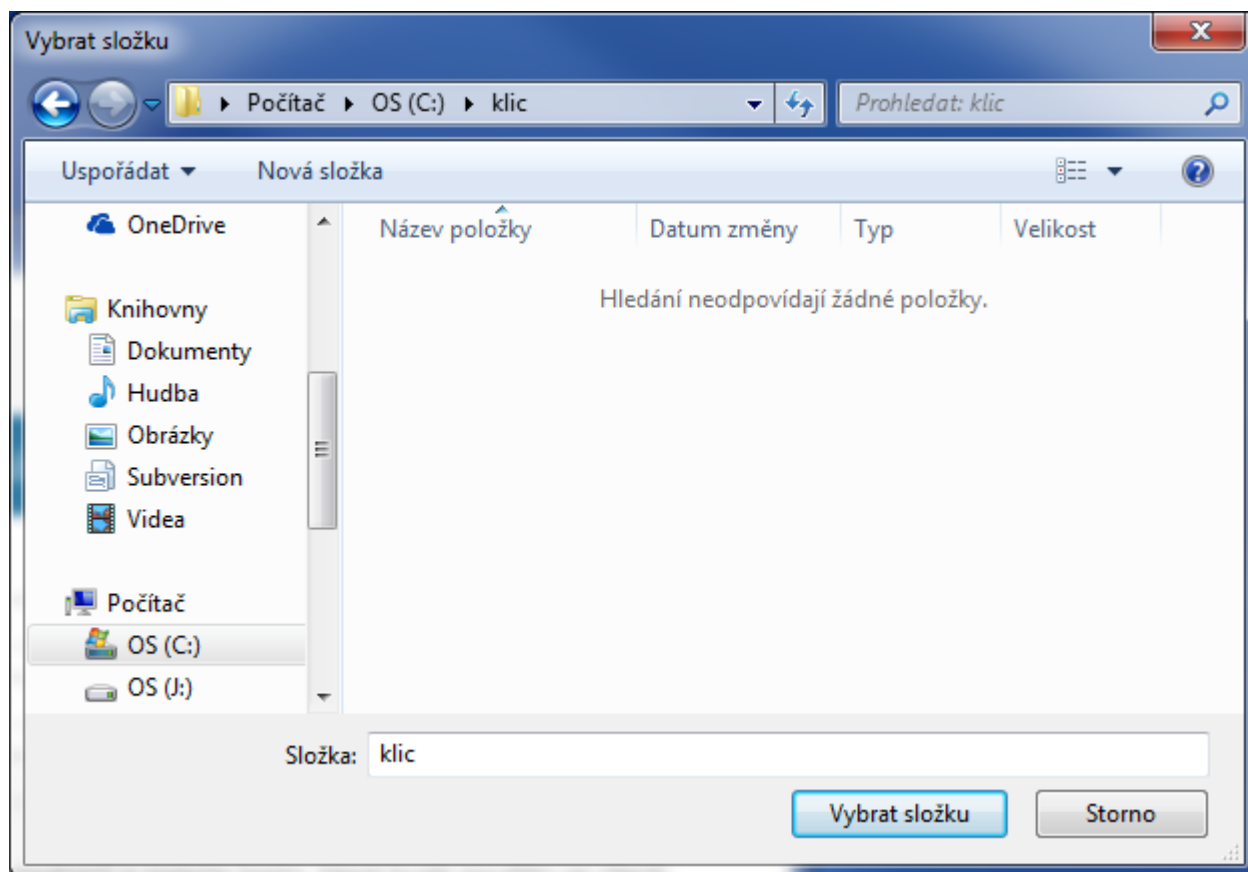 Vybrat složku
Počítač OS (C:) klic
Prohledat: klic
Uspořádat Nová složka
OneDrive
Název položky Datum změny Typ Velikost
Hledání neodpovídají žádné položky.
Knihovny
Dokumenty
Hudba
Obrázky
Subversion
Videa
Počítač
OS (C:)
OS (J:)
Složka: klic
Vybrat složku Storno